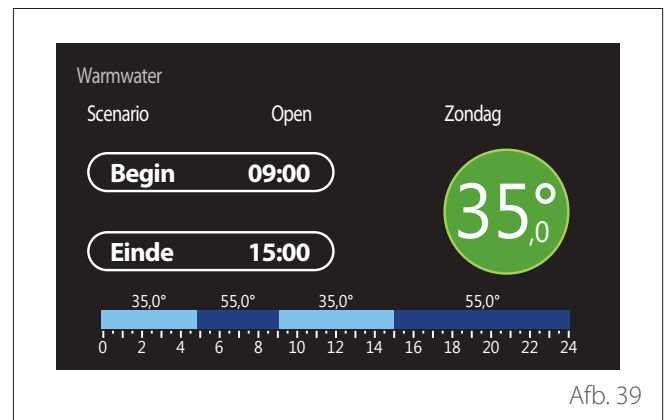 Warmwater
Scenario Open Zondag
Begin 09:00
35,0°
Einde 15:00
35,0° 55,0° 35,0° 55,0°
0 2 4 6 8 10 12 14 16 18 20 22 24
Afb. 39